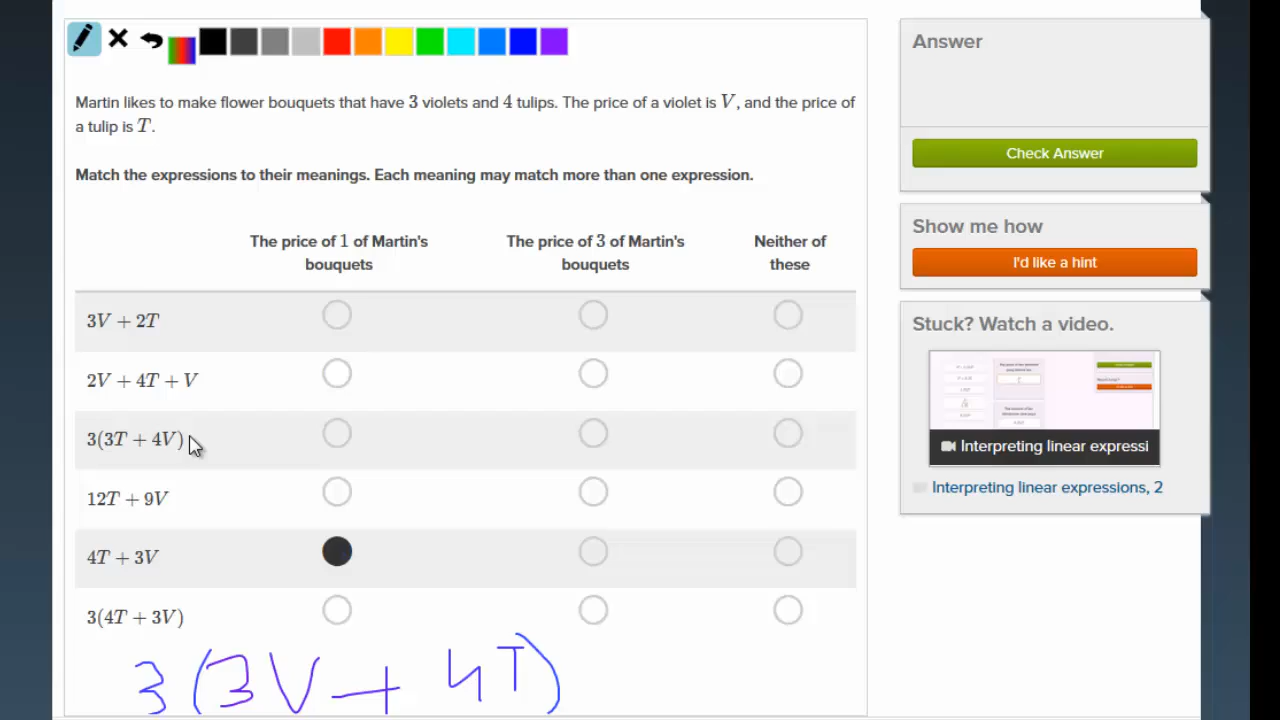 Martin likes to make flower bouquets that have 3 violets and 4 tulips. The price of a violet is V, and the price of
a tulip is T.
Match the expressions to their meanings. Each meaning may match more than one expression.
The price of 1 of Martin's
bouquets
The price of 3 of Martin's
bouquets
Neither of
these
3V + 2T
2V + 4T + V
3(3T + 4V)
12T + 9V
4T + 3V
3(4T + 3V)
3(3V + 4T)
Answer
Check Answer
Show me how
I'd like a hint
Stuck? Watch a video.
Interpreting linear expressi
Interpreting linear expressions, 2